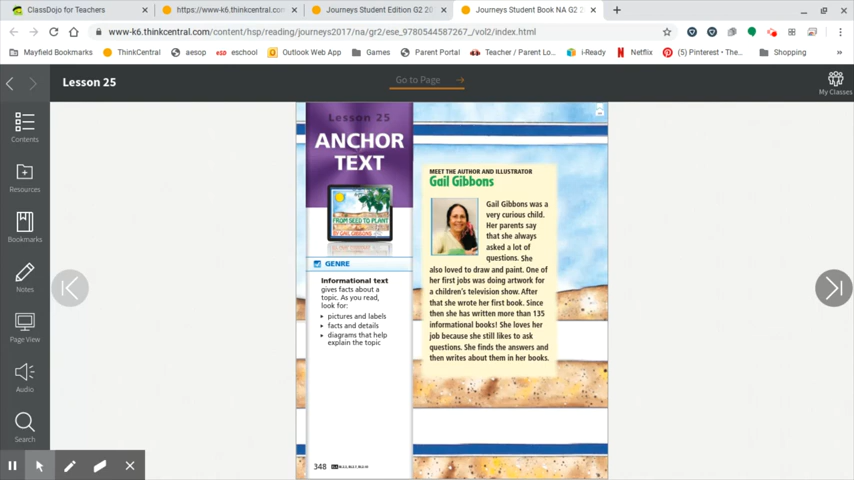 ClassDojo for Teachers
https://www-k6.thinkcentral.com
Journeys Student Edition G2 20
Journeys Student Book NA G2 2
www-k6.thinkcentral.com/content/hsp/reading/journeys2017/na/gr2/ese_9780544587267_/vol2/index.html
Mayfield Bookmarks
ThinkCentral
aesop
eschool
Outlook Web App
Games
Parent Portal
Teacher / Parent Lo...
i-Ready
Netflix
(2) Pinterest • The...
Shopping
Lesson 25
Go to Page
My Classes
Contents
Resources
Bookmarks
Notes
Page View
Audio
Search
Lesson 25
ANCHOR
TEXT
FROM SEED TO PLANT
BY GAIL GIBBONS
GENRE
Informational text
gives facts about a
topic. As you read,
look for:
pictures and labels
facts and details
diagrams that help
explain the topic
348
MEET THE AUTHOR AND ILLUSTRATOR
Gail Gibbons
Gail Gibbons was a
very curious child.
Her parents say
that she always
asked a lot of
questions. She
also loved to draw and paint. One of
her first jobs was doing artwork for
a children's television show. After
that she wrote her first book. Since
then she has written more than 135
informational books! She loves her
job because she still likes to ask
questions. She finds the answers and
then writes about them in her books.